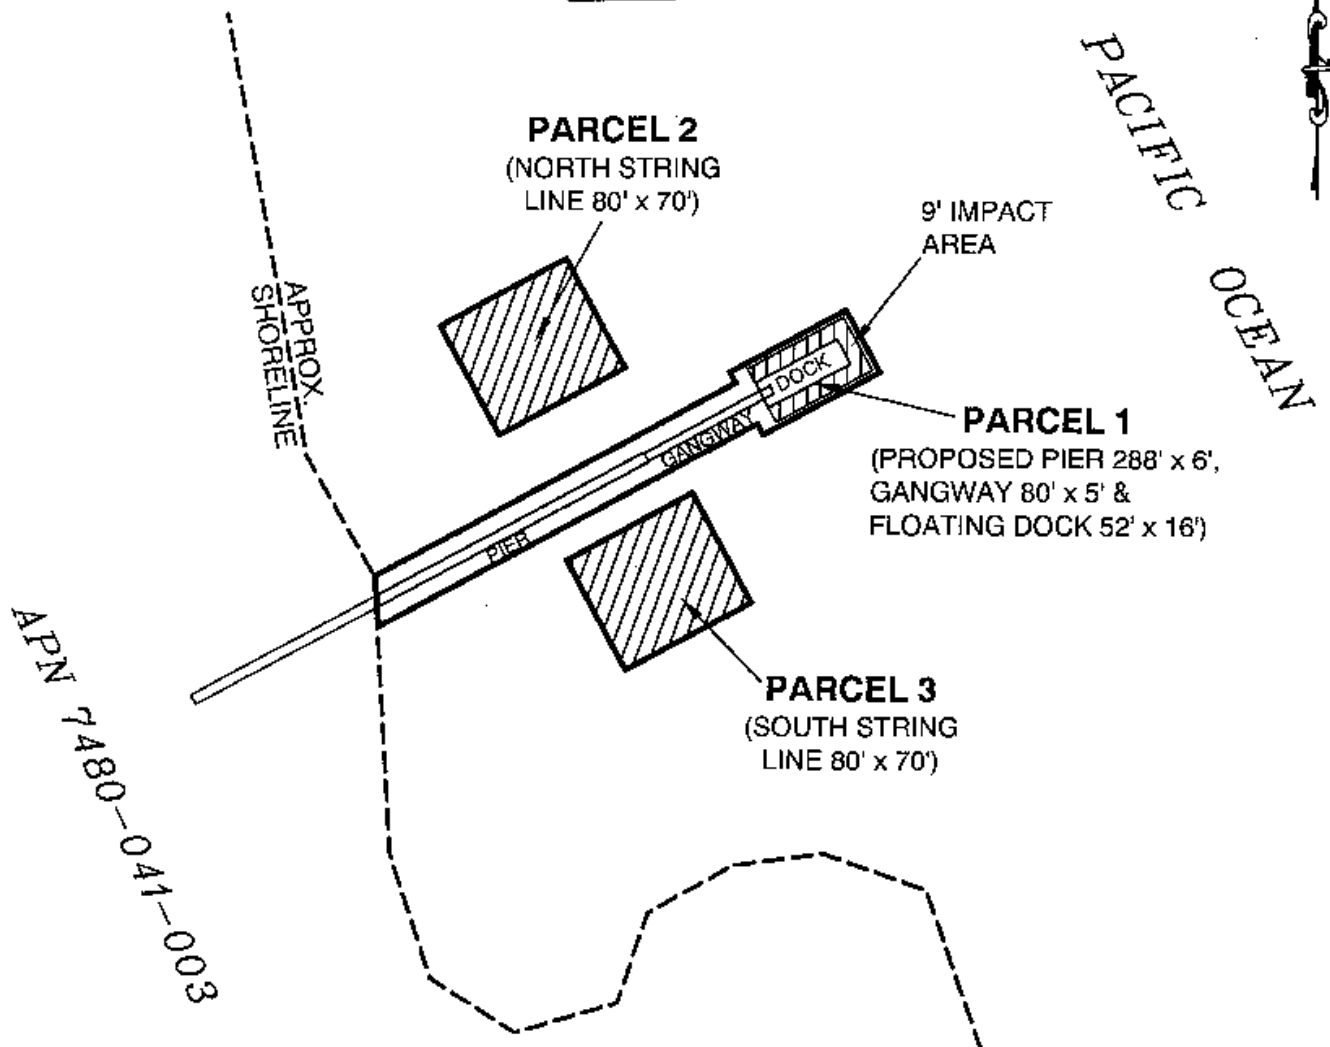 PACIFIC
OCEAN
PARCEL 2
(NORTH STRING
LINE 80' x 70')
9' IMPACT
AREA
APPROX
SHORELINE
DOCK
GANGWAY
PIER
PARCEL 1
(PROPOSED PIER 288' x 6',
GANGWAY 80' x 5' &
FLOATING DOCK 52' x 16')
PARCEL 3
(SOUTH STRING
LINE 80' x 70')
APN 7480-041-003